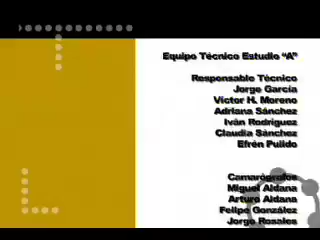 Equipo Técnico Estudio "A"
Responsable Técnico
Jorge García
Víctor H. Moreno
Adriana Sánchez
Iván Rodríguez
Claudia Sánchez
Efrén Pulido
Camarógrafos
Miguel Aldana
Arturo Aldana
Felipe González
Jorge Rosales